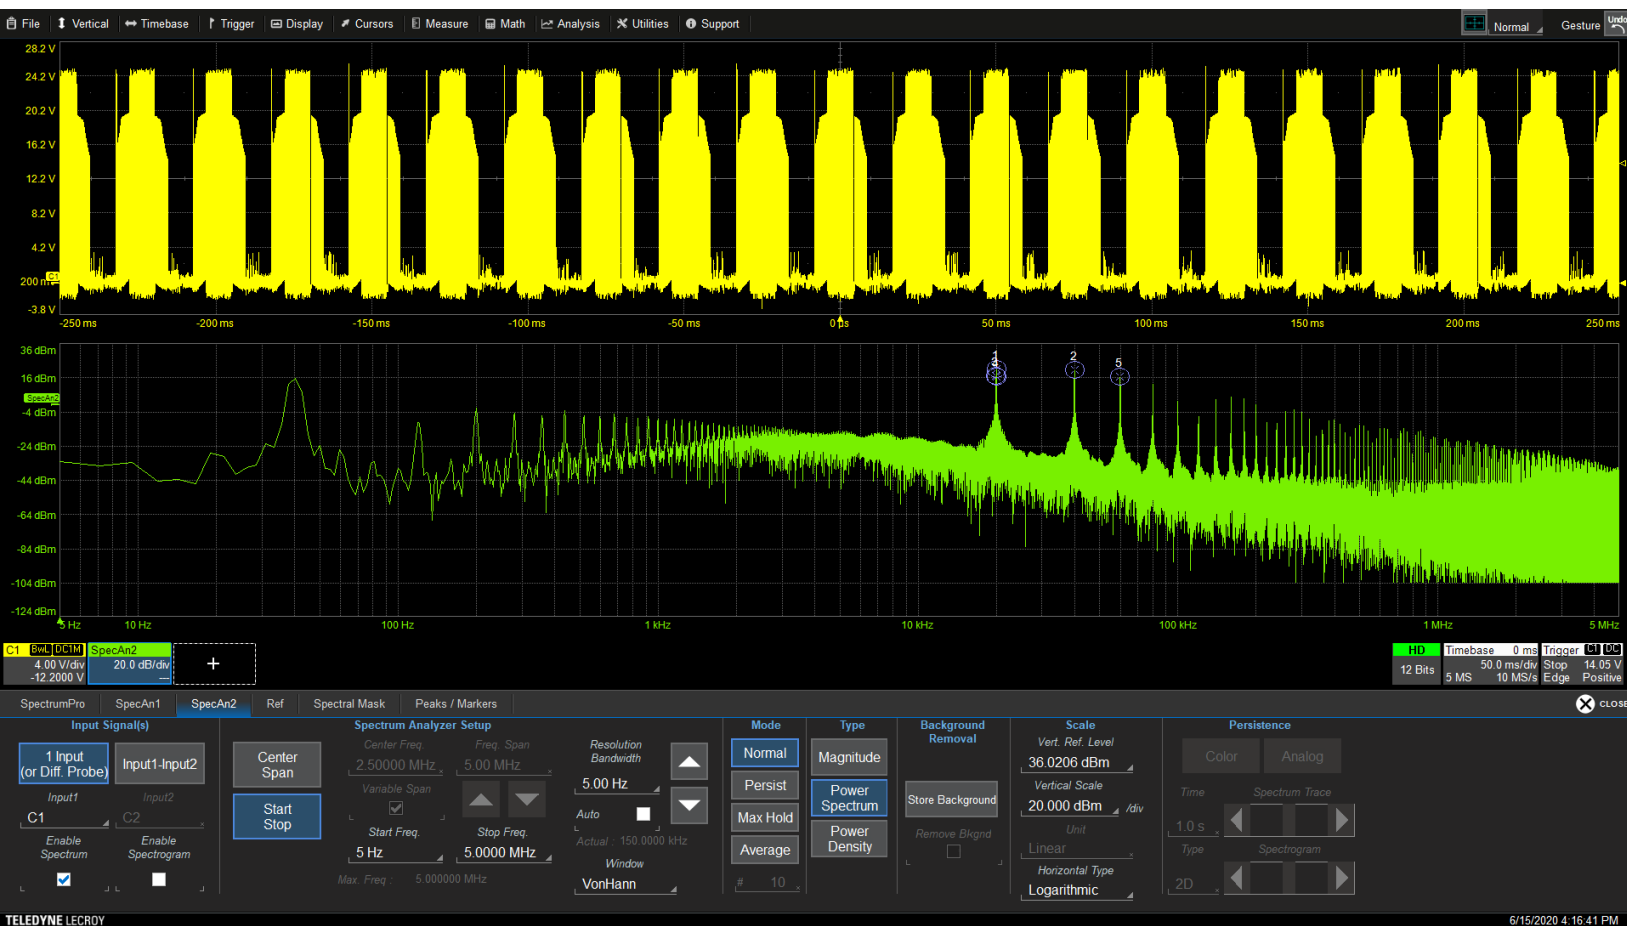 File Vertical Timebase Trigger Display Cursors Measure Math Analysis Utilities Support Normal Gesture Undo
28.2 V
24.2 V
20.2 V
16.2 V
12.2 V
8.2 V
4.2 V
C1
-3.8 V
-250 ms -200 ms -150 ms -100 ms -50 ms 50 ms 100 ms 150 ms 200 ms 250 ms
36 dBm
1 2 5
16 dBm
SpecAn2
-4 dBm
-24 dBm
-44 dBm
-64 dBm
-84 dBm
-104 dBm
-124 dBm
5 Hz 10 Hz 100 Hz 1 kHz 10 kHz 100 kHz 1 MHz 5 MHz
C1 BwL DC1M SpecAn2 HD Timebase 0 ms Trigger C1 DC
4.00 V/div 20.0 dB/div + 12 Bits 50.0 ms/div Stop 14.05 V
-12.2000 V --- 5 MS 10 MS/s Edge Positive
SpectrumPro SpecAn1 SpecAn2 Ref Spectral Mask Peaks / Markers CLOSE
Input Signal(s) Spectrum Analyzer Setup Mode Type Background Removal Scale Persistence
1 Input (or Diff. Probe) Input1-Input2
Input1 Input2
C1 C2
Enable Spectrum Enable Spectrogram
Center Span
Start Stop
Center Freq. Freq. Span
2.50000 MHz 5.00 MHz
Variable Span
Start Freq. Stop Freq.
5 Hz 5.0000 MHz
Max. Freq : 5.000000 MHz
Resolution Bandwidth
5.00 Hz
Auto
Actual : 150.0000 kHz
Window
VonHann
Normal
Persist
Max Hold
Average
# 10
Magnitude
Power Spectrum
Power Density
Store Background
Remove Bkgnd
Vert. Ref. Level
36.0206 dBm
Vertical Scale
20.000 dBm /div
Unit
Linear
Horizontal Type
Logarithmic
Color Analog
Time Spectrum Trace
1.0 s
Type Spectrogram
2D
TELEDYNE LECROY 6/15/2020 4:16:41 PM